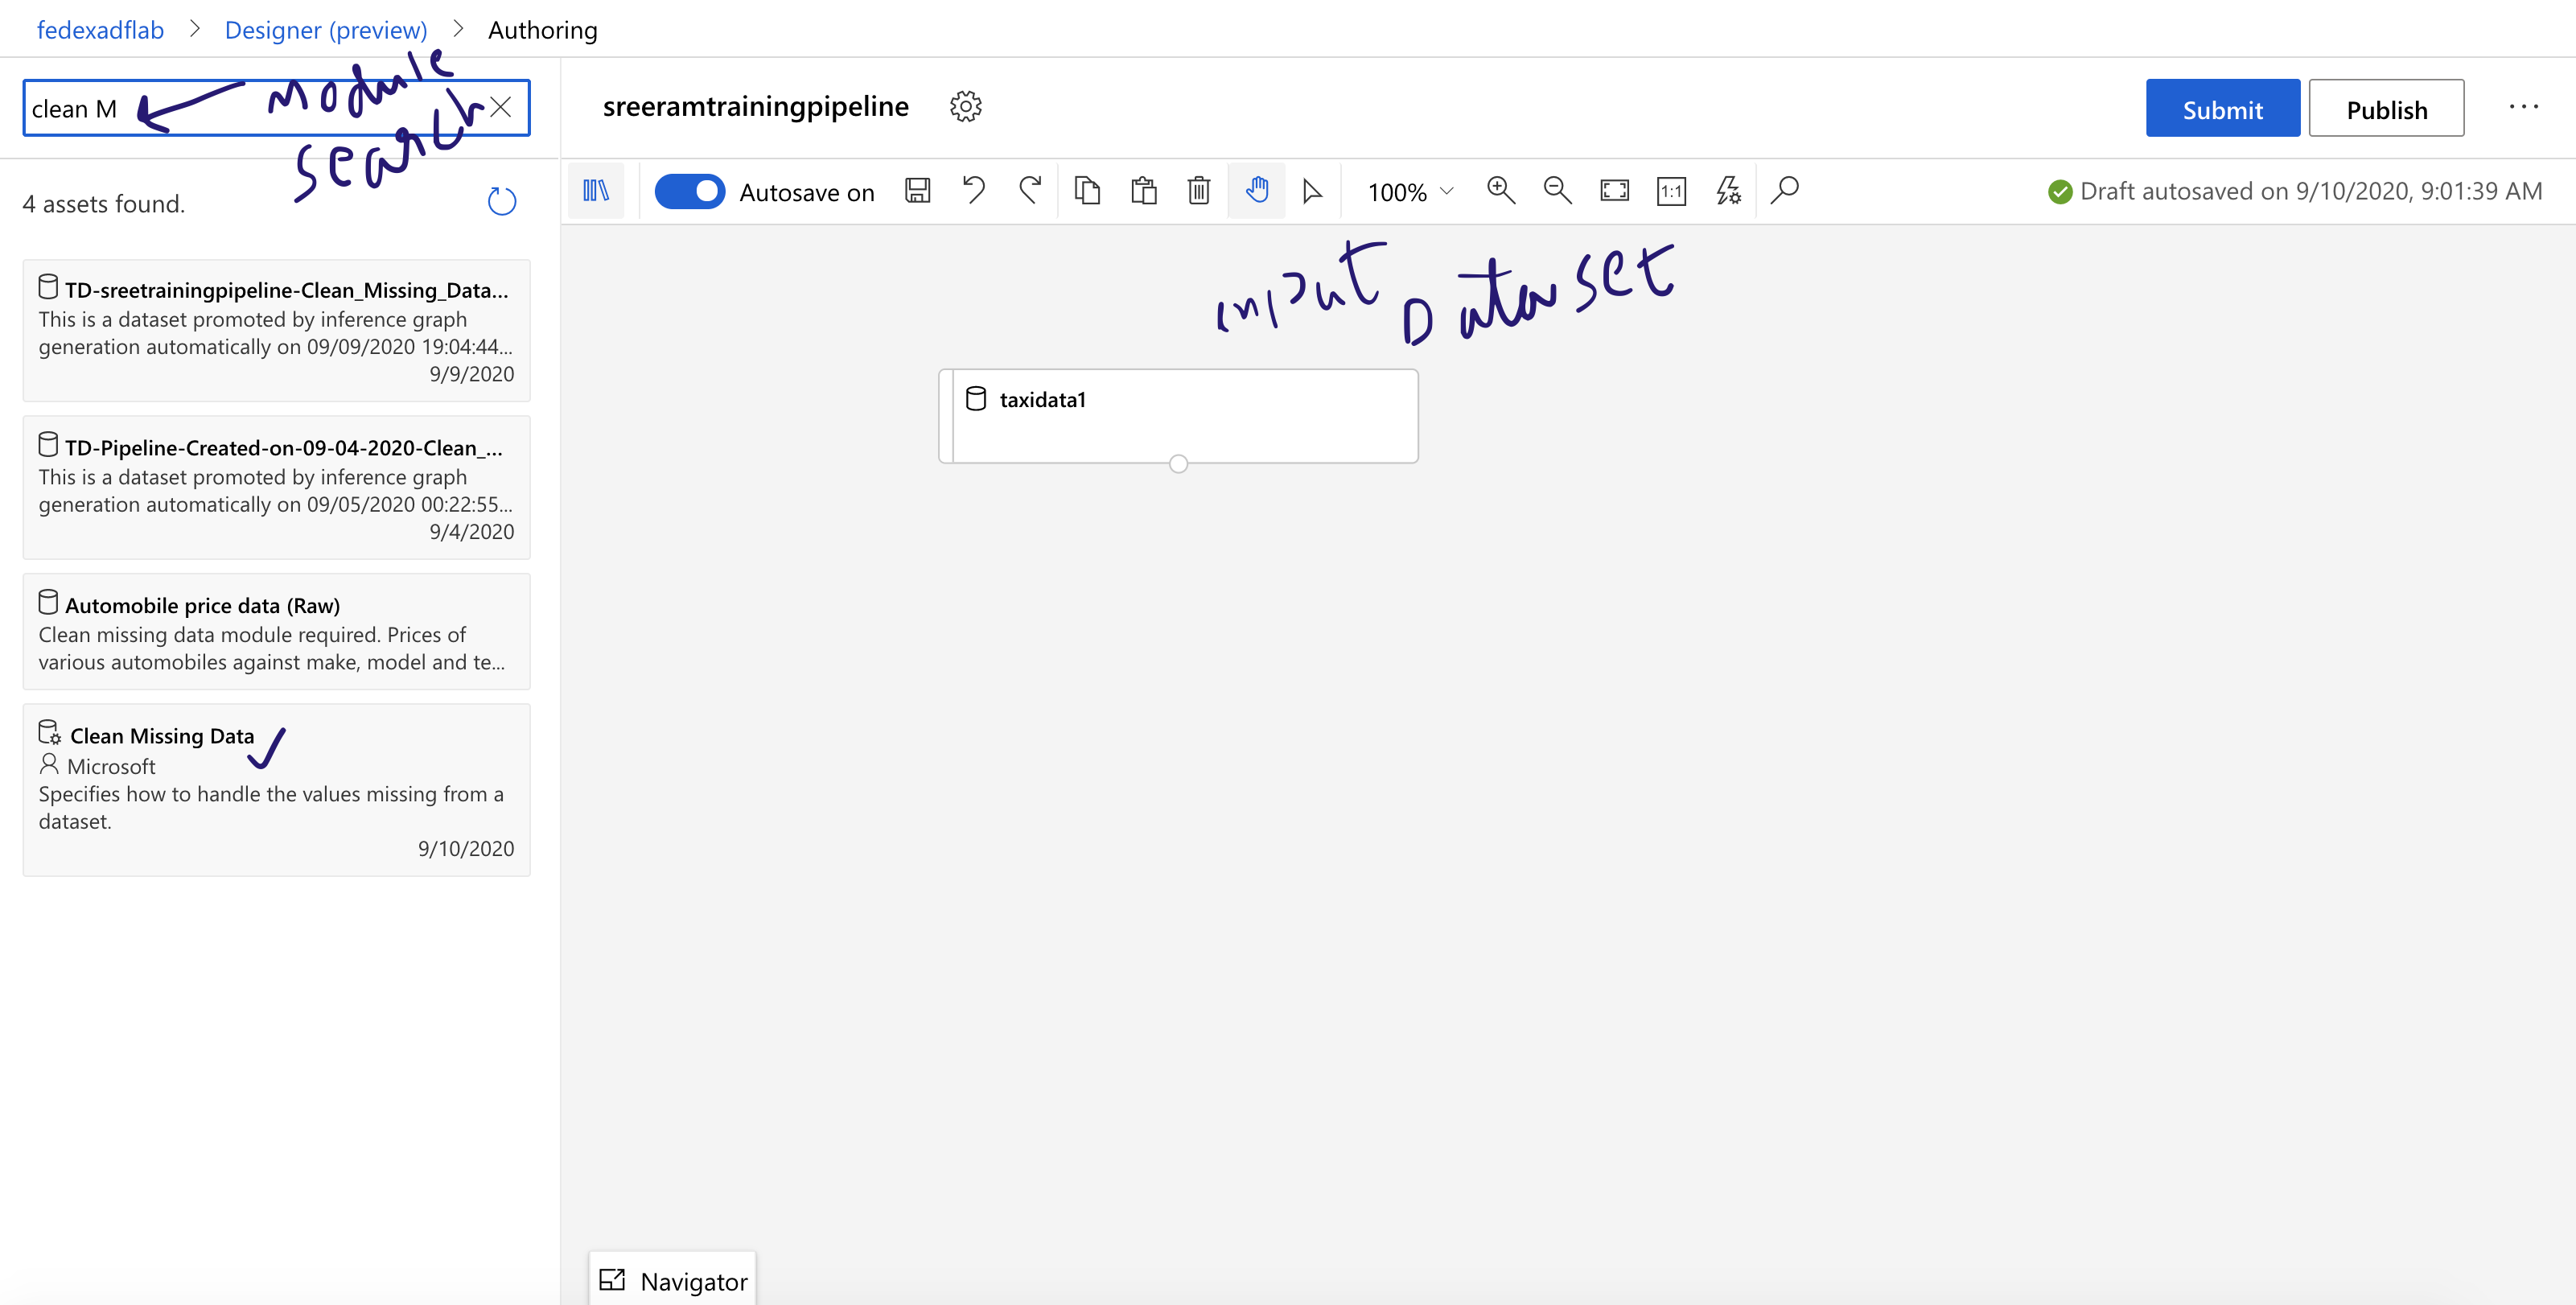 fedexadflab > Designer (preview) > Authoring
clean M
module
search
4 assets found.
TD-sreetrainingpipeline-Clean_Missing_Data...
This is a dataset promoted by inference graph
generation automatically on 09/09/2020 19:04:44...
9/9/2020
TD-Pipeline-Created-on-09-04-2020-Clean_...
This is a dataset promoted by inference graph
generation automatically on 09/05/2020 00:22:55...
9/4/2020
Automobile price data (Raw)
Clean missing data module required. Prices of
various automobiles against make, model and te...
Clean Missing Data
Microsoft
Specifies how to handle the values missing from a
dataset.
9/10/2020
sreeramtrainingpipeline
Submit
Publish
Autosave on
100%
1:1
Draft autosaved on 9/10/2020, 9:01:39 AM
input Dataset
taxidata1
Navigator